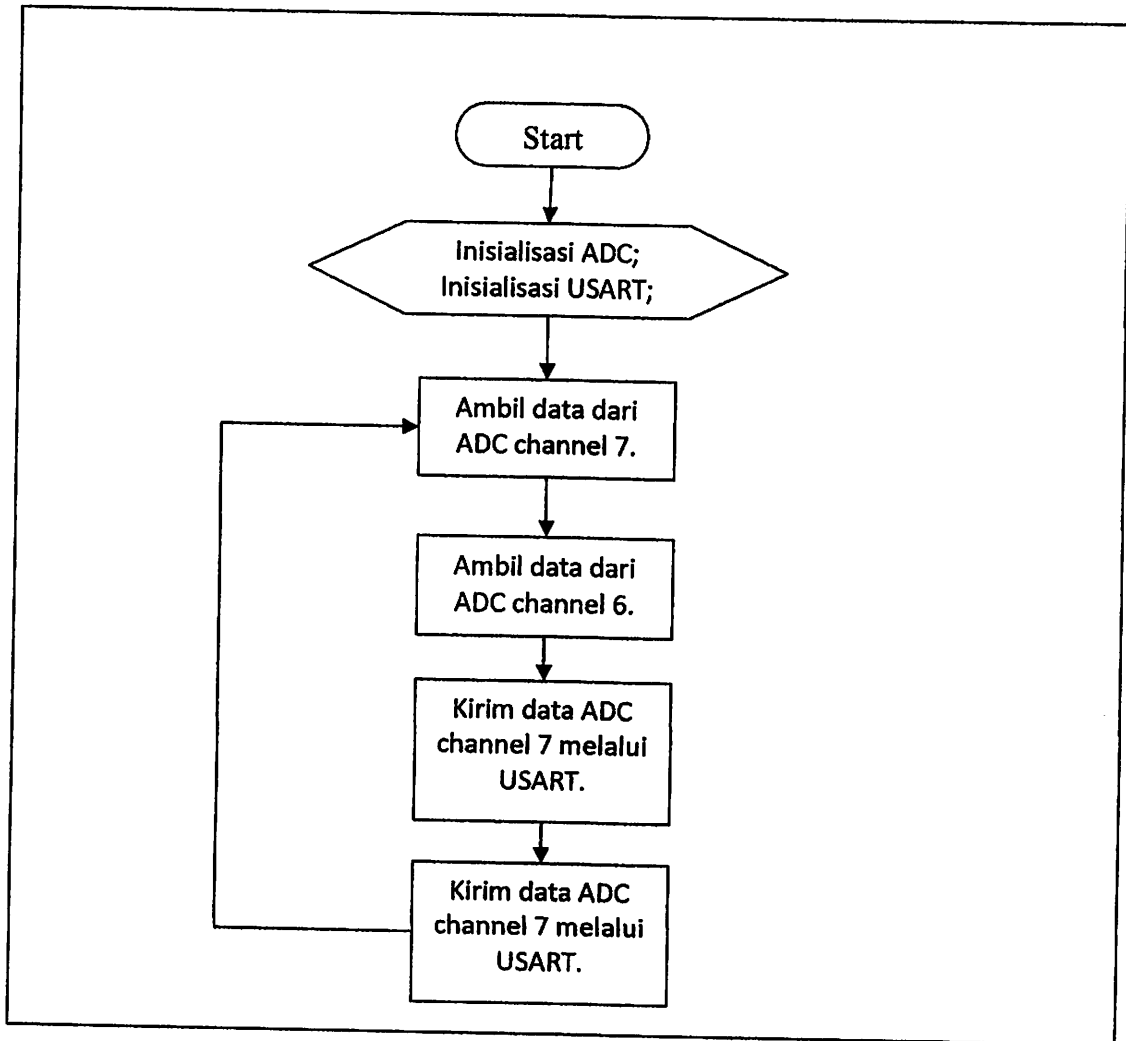 Start
Inisialisasi ADC;
Inisialisasi USART;
Ambil data dari
ADC channel 7.
Ambil data dari
ADC channel 6.
Kirim data ADC
channel 7 melalui
USART.
Kirim data ADC
channel 7 melalui
USART.